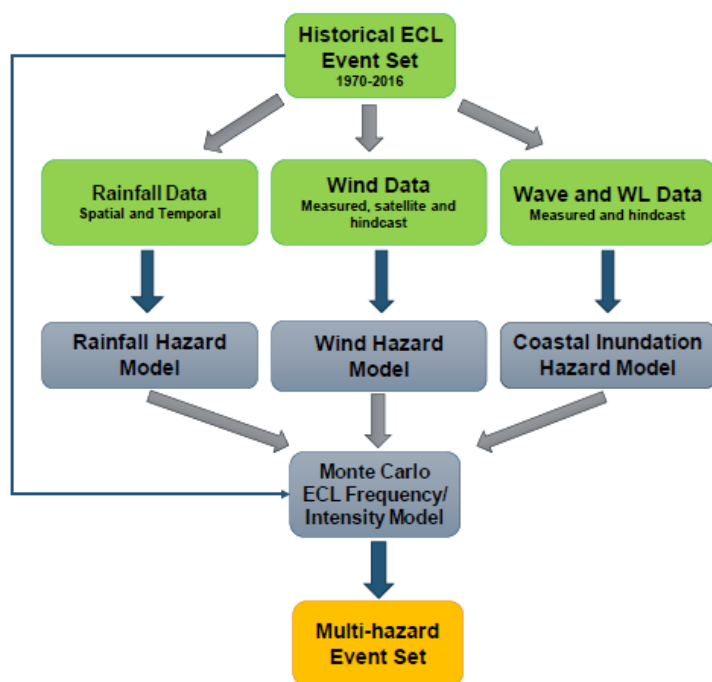 Historical ECL
Event Set
1970-2016
Rainfall Data
Spatial and Temporal
Wind Data
Measured, satellite and
hindcast
Wave and WL Data
Measured and hindcast
Rainfall Hazard
Model
Wind Hazard
Model
Coastal Inundation
Hazard Model
Monte Carlo
ECL Frequency/
Intensity Model
Multi-hazard
Event Set